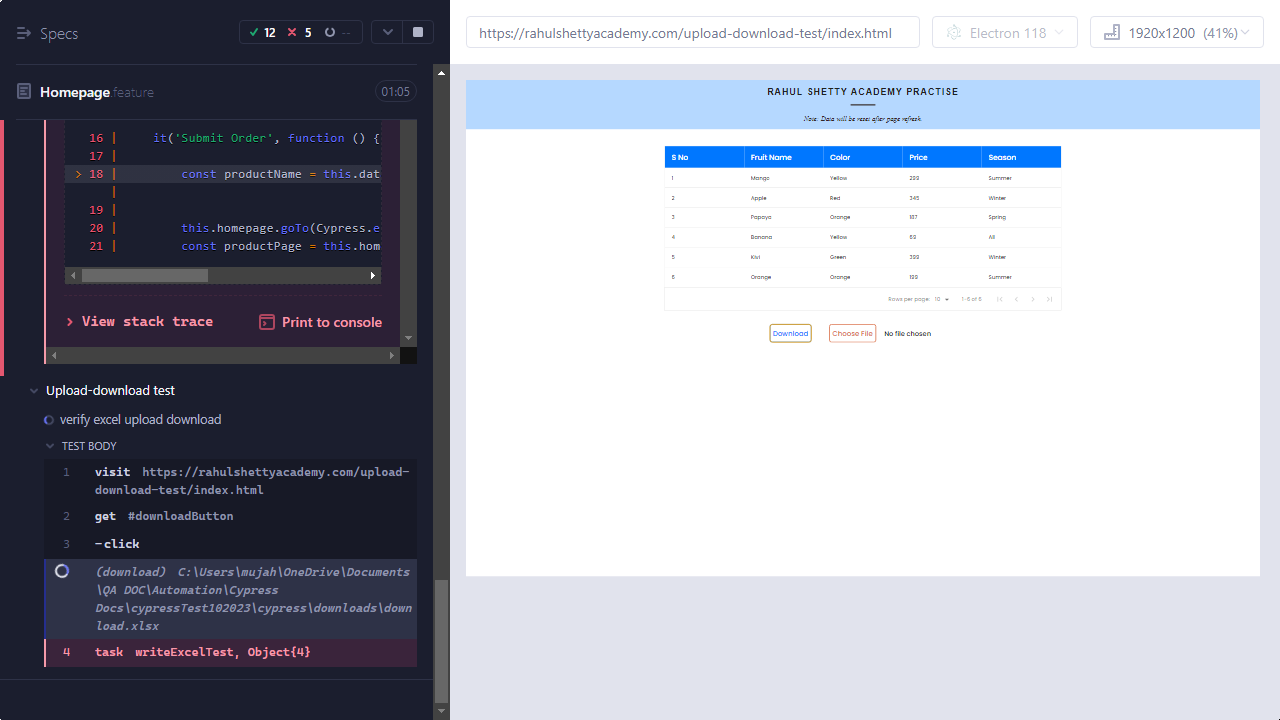 Specs
12
5
--
Homepage.feature
01:05
16 | it('Submit Order', function () {
17 |
> 18 | const productName = this.dat
|
19 |
20 | this.homepage.goTo(Cypress.e
21 | const productPage = this.hom
> View stack trace
Print to console
Upload-download test
verify excel upload download
TEST BODY
1 visit https://rahulshettyacademy.com/upload-
download-test/index.html
2 get #downloadButton
3 -click
(download) C:\Users\mujah\OneDrive\Documents
\QA DOC\Automation\Cypress
Docs\cypressTest102023\cypress\downloads\down
load.xlsx
4 task writeExcelTest, Object{4}
https://rahulshettyacademy.com/upload-download-test/index.html
Electron 118
1920x1200 (41%)
RAHUL SHETTY ACADEMY PRACTISE
Note: Data will be reset after page refresh.
S No Fruit Name Color Price Season
1 Mango Yellow 299 Summer
2 Apple Red 345 Winter
3 Papaya Orange 187 Spring
4 Banana Yellow 69 All
5 Kivi Green 399 Winter
6 Orange Orange 199 Summer
Rows per page: 10 1-6 of 6
Download
Choose File No file chosen